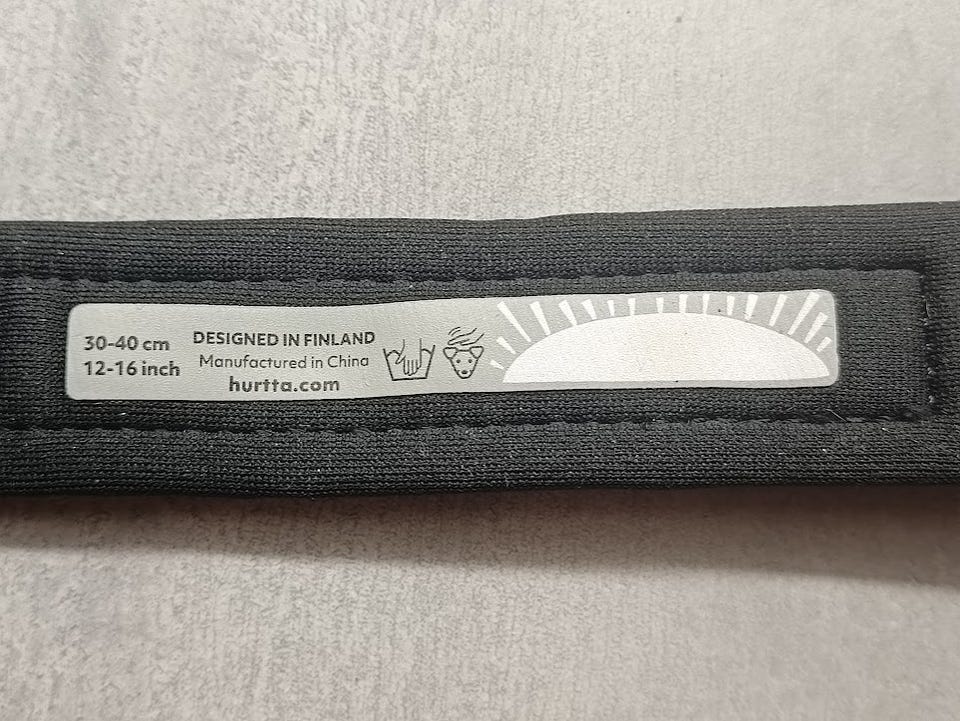 30-40 cm
12-16 inch
DESIGNED IN FINLAND
Manufactured in China
hurtta.com